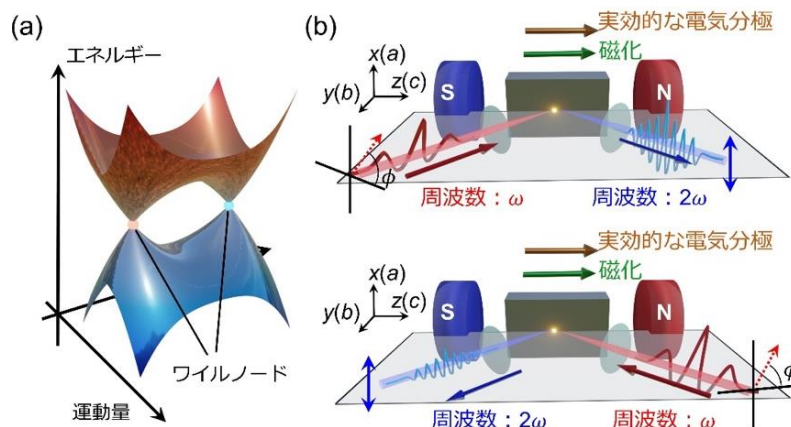 (a)
エネルギー
ワイルノード
運動量
(b)
実効的な電気分極
磁化
x(a)
y(b)
z(c)
S
N
ϕ
周波数：ω
周波数：2ω
実効的な電気分極
磁化
x(a)
y(b)
z(c)
S
N
ϕ
周波数：2ω
周波数：ω